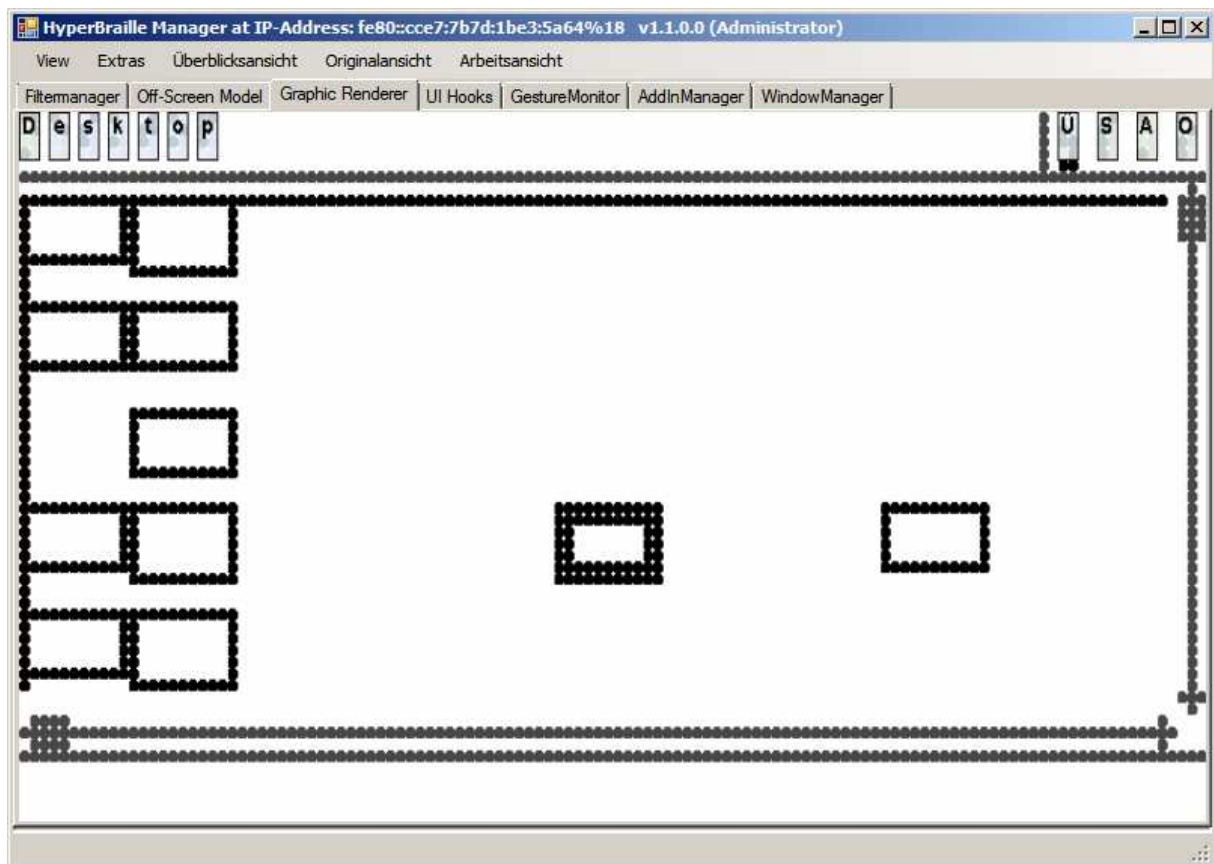 HyperBraille Manager at IP-Address: fe80::cce7:7b7d:1be3:5a64%18 v1.1.0.0 (Administrator)
View Extras Überblicksansicht Originalansicht Arbeitsansicht
Filtermanager Off-Screen Model Graphic Renderer UI Hooks GestureMonitor AddInManager WindowManager
Desktop Ü S A O